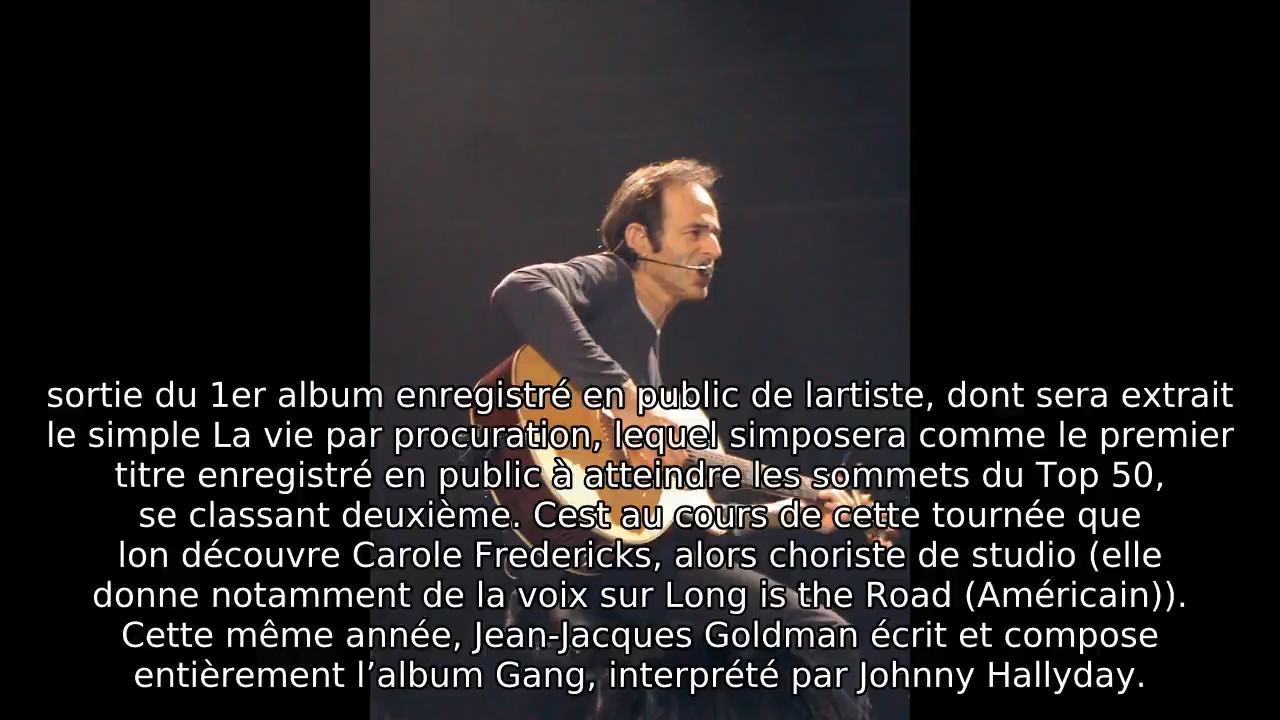 sortie du 1er album enregistré en public de lartiste, dont sera extrait
le simple La vie par procuration, lequel simposera comme le premier
titre enregistré en public à atteindre les sommets du Top 50,
se classant deuxième. Cest au cours de cette tournée que
lon découvre Carole Fredericks, alors choriste de studio (elle
donne notamment de la voix sur Long is the Road (Américain)).
Cette même année, Jean-Jacques Goldman écrit et compose
entièrement l’album Gang, interprété par Johnny Hallyday.